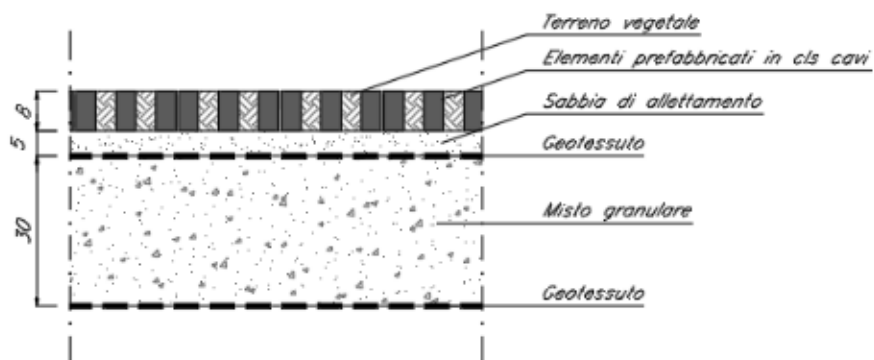 Terreno vegetale
Elementi prefabbricati in cls cavi
Sabbia di allettamento
Geotessuto
Misto granulare
Geotessuto
8
5
30